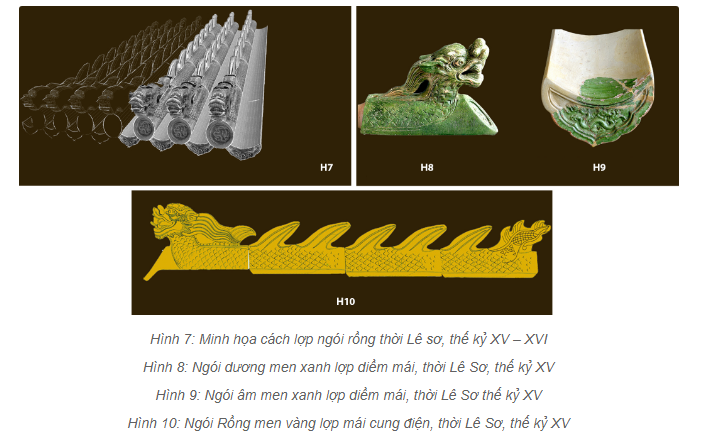 H7
H8
H9
H10
Hình 7: Minh họa cách lợp ngói rồng thời Lê sơ, thế kỷ XV – XVI
Hình 8: Ngói dương men xanh lợp diềm mái, thời Lê Sơ, thế kỷ XV
Hình 9: Ngói âm men xanh lợp diềm mái, thời Lê Sơ thế kỷ XV
Hình 10: Ngói Rồng men vàng lợp mái cung điện, thời Lê Sơ, thế kỷ XV